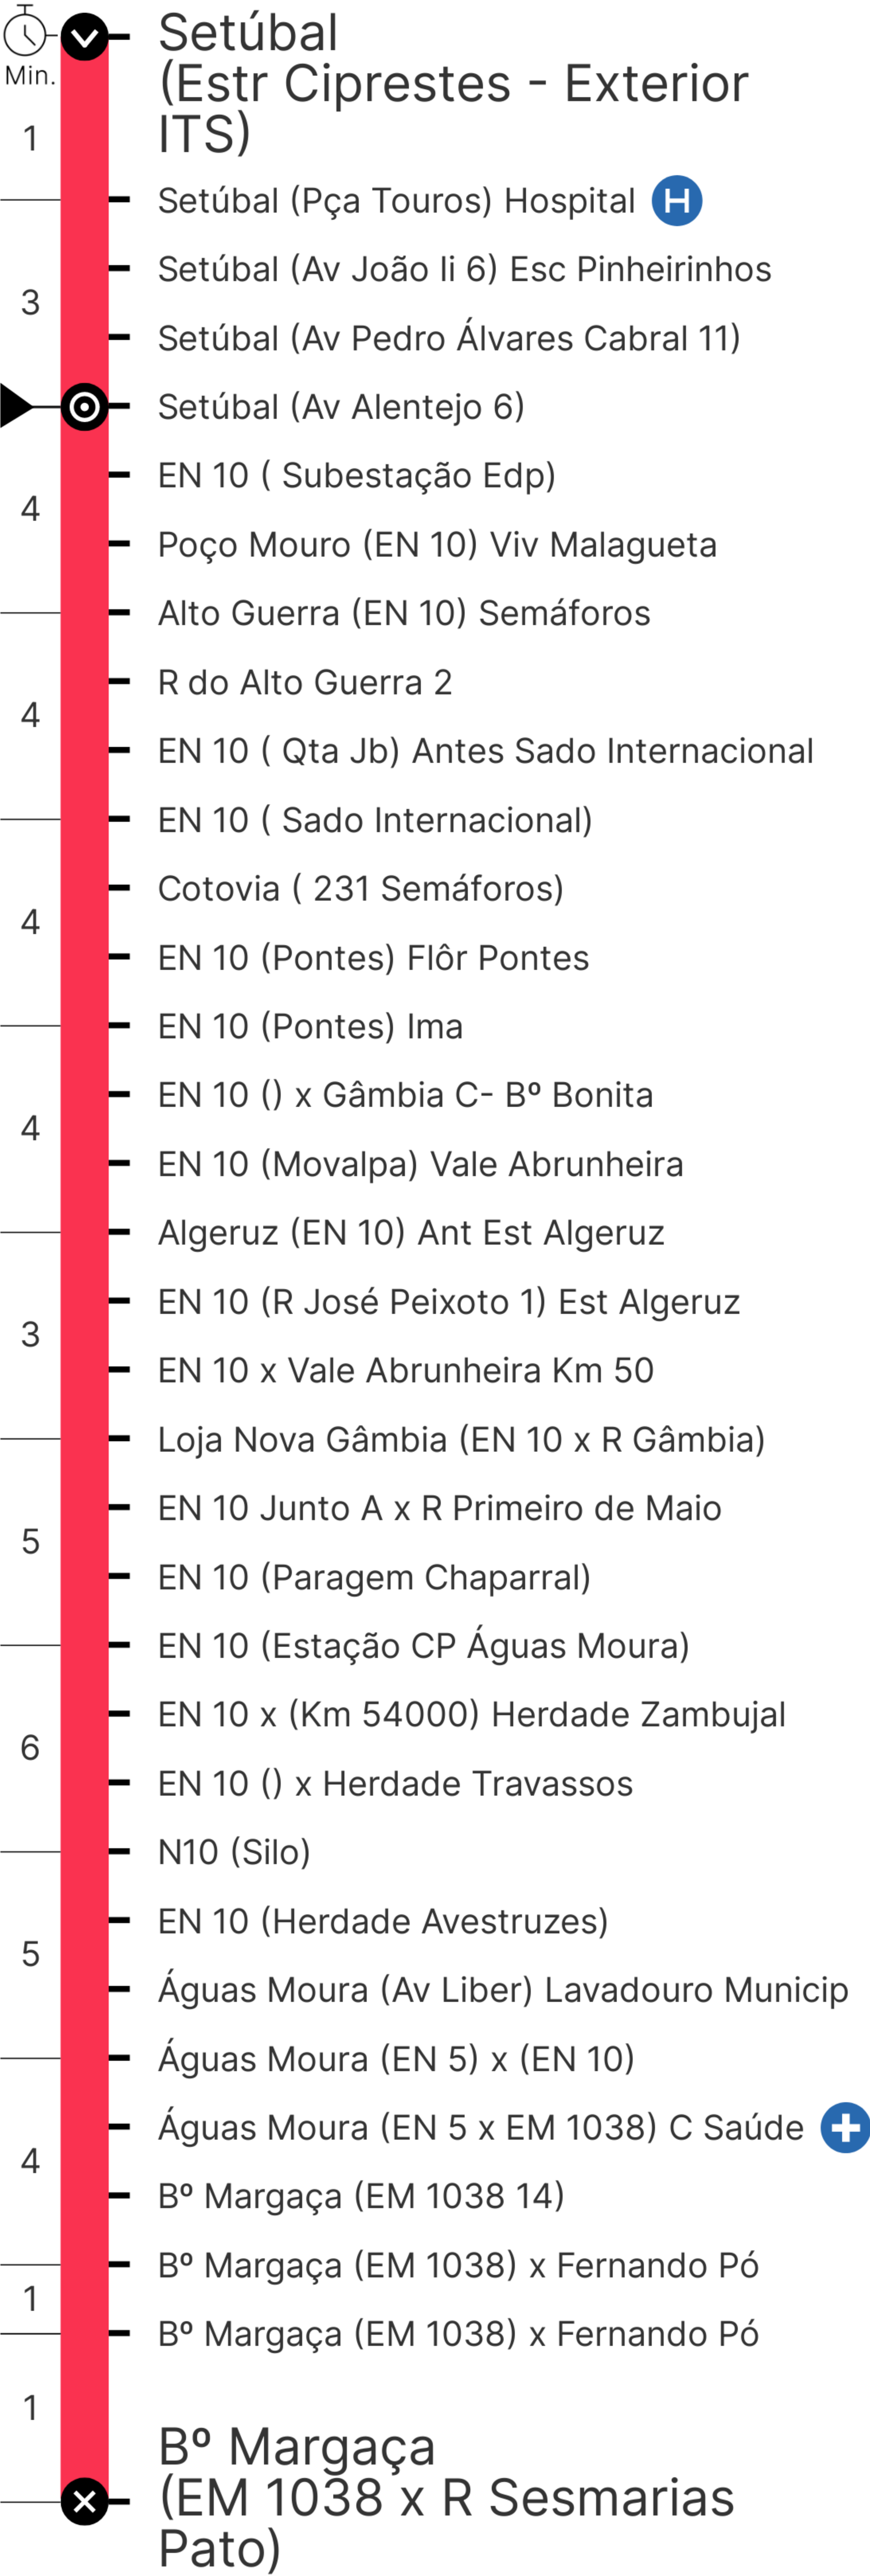 Setúbal
(Estr Ciprestes - Exterior
ITS)
Min.
1
Setúbal (Pça Touros) Hospital H
Setúbal (Av João Ii 6) Esc Pinheirinhos
3
Setúbal (Av Pedro Álvares Cabral 11)
Setúbal (Av Alentejo 6)
EN 10 ( Subestação Edp)
4
Poço Mouro (EN 10) Viv Malagueta
Alto Guerra (EN 10) Semáforos
R do Alto Guerra 2
4
EN 10 ( Qta Jb) Antes Sado Internacional
EN 10 ( Sado Internacional)
Cotovia ( 231 Semáforos)
4
EN 10 (Pontes) Flôr Pontes
EN 10 (Pontes) Ima
EN 10 () x Gâmbia C- Bº Bonita
4
EN 10 (Movalpa) Vale Abrunheira
Algeruz (EN 10) Ant Est Algeruz
EN 10 (R José Peixoto 1) Est Algeruz
3
EN 10 x Vale Abrunheira Km 50
Loja Nova Gâmbia (EN 10 x R Gâmbia)
EN 10 Junto A x R Primeiro de Maio
5
EN 10 (Paragem Chaparral)
EN 10 (Estação CP Águas Moura)
EN 10 x (Km 54000) Herdade Zambujal
6
EN 10 () x Herdade Travassos
N10 (Silo)
EN 10 (Herdade Avestruzes)
5
Águas Moura (Av Liber) Lavadouro Municip
Águas Moura (EN 5) x (EN 10)
Águas Moura (EN 5 x EM 1038) C Saúde
4
Bº Margaça (EM 1038 14)
Bº Margaça (EM 1038) x Fernando Pó
1
Bº Margaça (EM 1038) x Fernando Pó
1
Bº Margaça
(EM 1038 x R Sesmarias
Pato)